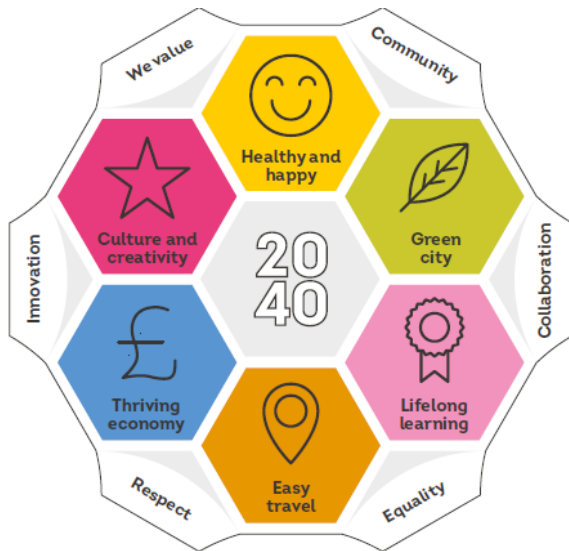 We value
Community
Healthy and
happy
Culture and
creativity
Green
city
20
40
Innovation
Collaboration
£
Thriving
economy
Lifelong
learning
Easy
travel
Respect
Equality